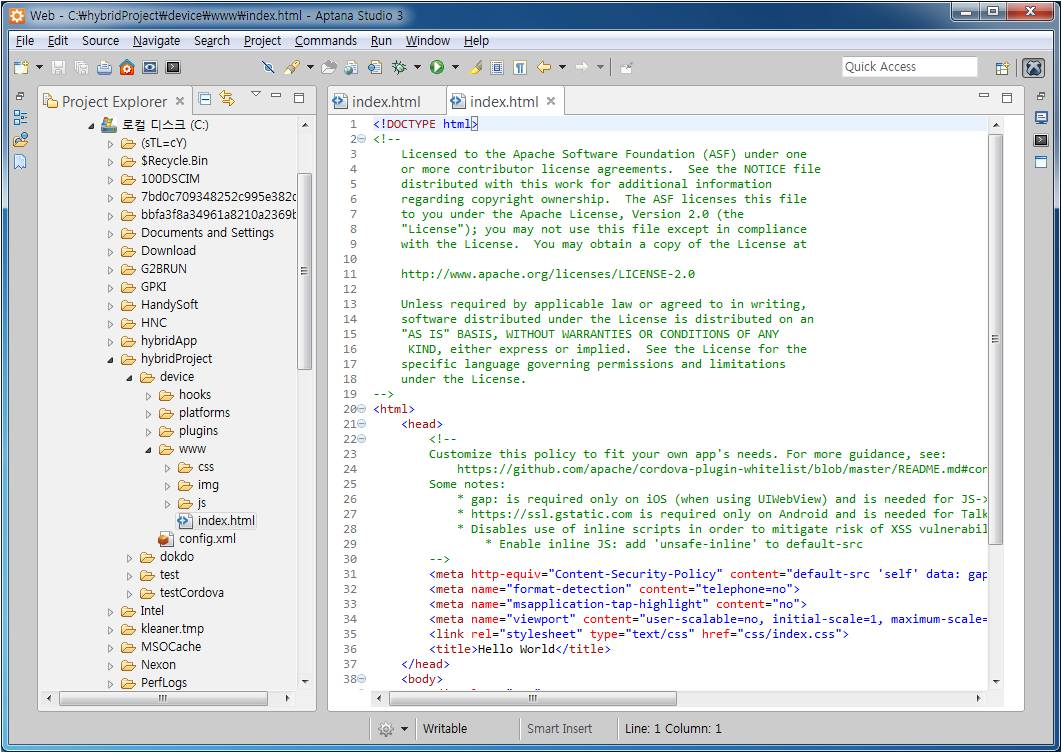 Web - C:₩hybridProject₩device₩www₩index.html - Aptana Studio 3
File Edit Source Navigate Search Project Commands Run Window Help
Quick Access
Project Explorer
로컬 디스크 (C:)
(sTL=cY)
$Recycle.Bin
100DSCIM
7bd0c709348252c995e382c
bbfa3f8a34961a8210a2369b
Documents and Settings
Download
G2BRUN
GPKI
HandySoft
HNC
hybridApp
hybridProject
device
hooks
platforms
plugins
www
css
img
js
index.html
config.xml
dokdo
test
testCordova
Intel
kleaner.tmp
MSOCache
Nexon
PerfLogs
index.html index.html
1 <!DOCTYPE html>
2 <!--
3 Licensed to the Apache Software Foundation (ASF) under one
4 or more contributor license agreements.  See the NOTICE file
5 distributed with this work for additional information
6 regarding copyright ownership.  The ASF licenses this file
7 to you under the Apache License, Version 2.0 (the
8 "License"); you may not use this file except in compliance
9 with the License.  You may obtain a copy of the License at
10
11 http://www.apache.org/licenses/LICENSE-2.0
12
13 Unless required by applicable law or agreed to in writing,
14 software distributed under the License is distributed on an
15 "AS IS" BASIS, WITHOUT WARRANTIES OR CONDITIONS OF ANY
16 KIND, either express or implied.  See the License for the
17 specific language governing permissions and limitations
18 under the License.
19 -->
20 <html>
21 <head>
22 <!--
23 Customize this policy to fit your own app's needs. For more guidance, see:
24 https://github.com/apache/cordova-plugin-whitelist/blob/master/README.md#con
25 Some notes:
26 * gap: is required only on iOS (when using UIWebView) and is needed for JS->
27 * https://ssl.gstatic.com is required only on Android and is needed for Talk
28 * Disables use of inline scripts in order to mitigate risk of XSS vulnerabil
29 * Enable inline JS: add 'unsafe-inline' to default-src
30 -->
31 <meta http-equiv="Content-Security-Policy" content="default-src 'self' data: gap
32 <meta name="format-detection" content="telephone=no">
33 <meta name="msapplication-tap-highlight" content="no">
34 <meta name="viewport" content="user-scalable=no, initial-scale=1, maximum-scale=
35 <link rel="stylesheet" type="text/css" href="css/index.css">
36 <title>Hello World</title>
37 </head>
38 <body>
Writable Smart Insert Line: 1 Column: 1